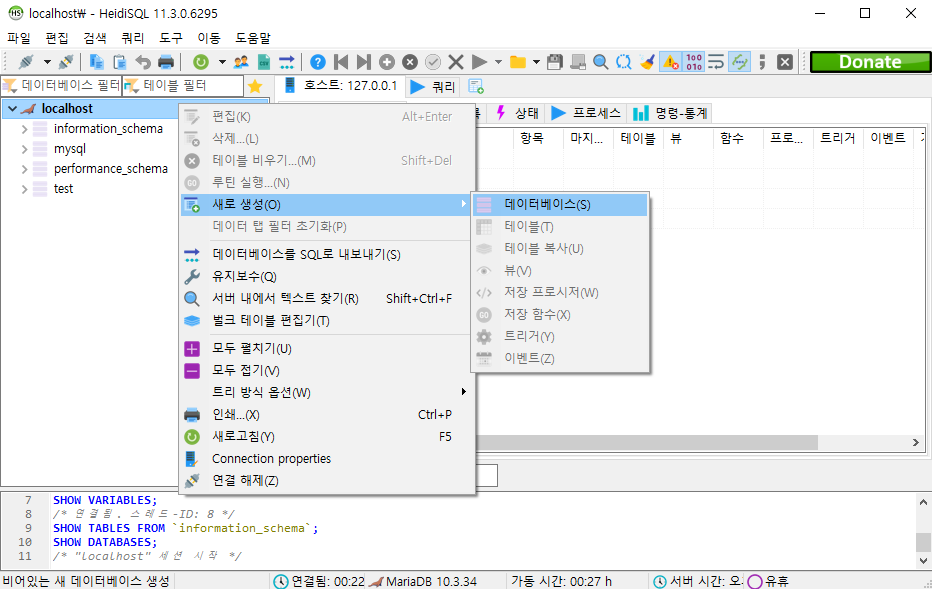 localhost₩ - HeidiSQL 11.3.0.6295
파일 편집 검색 쿼리 도구 이동 도움말
Donate
데이터베이스 필터 테이블 필터
호스트: 127.0.0.1 쿼리
localhost
information_schema
mysql
performance_schema
test
상태 프로세스 명령-통계
항목 마지... 테이블 뷰 함수 프로... 트리거 이벤트
편집(K) Alt+Enter
삭제...(L)
테이블 비우기...(M) Shift+Del
루틴 실행...(N)
새로 생성(O)
데이터 탭 필터 초기화(P)
데이터베이스를 SQL로 내보내기(S)
유지보수(Q)
서버 내에서 텍스트 찾기(R) Shift+Ctrl+F
벌크 테이블 편집기(T)
모두 펼치기(U)
모두 접기(V)
트리 방식 옵션(W)
인쇄...(X) Ctrl+P
새로고침(Y) F5
Connection properties
연결 해제(Z)
데이터베이스(S)
테이블(T)
테이블 복사(U)
뷰(V)
저장 프로시저(W)
저장 함수(X)
트리거(Y)
이벤트(Z)
7 SHOW VARIABLES;
8 /* 연결됨. 스레드-ID: 8 */
9 SHOW TABLES FROM `information_schema`;
10 SHOW DATABASES;
11 /* "localhost" 세션 시작 */
비어있는 새 데이터베이스 생성 연결됨: 00:22 MariaDB 10.3.34 가동 시간: 00:27 h 서버 시간: 오 유휴